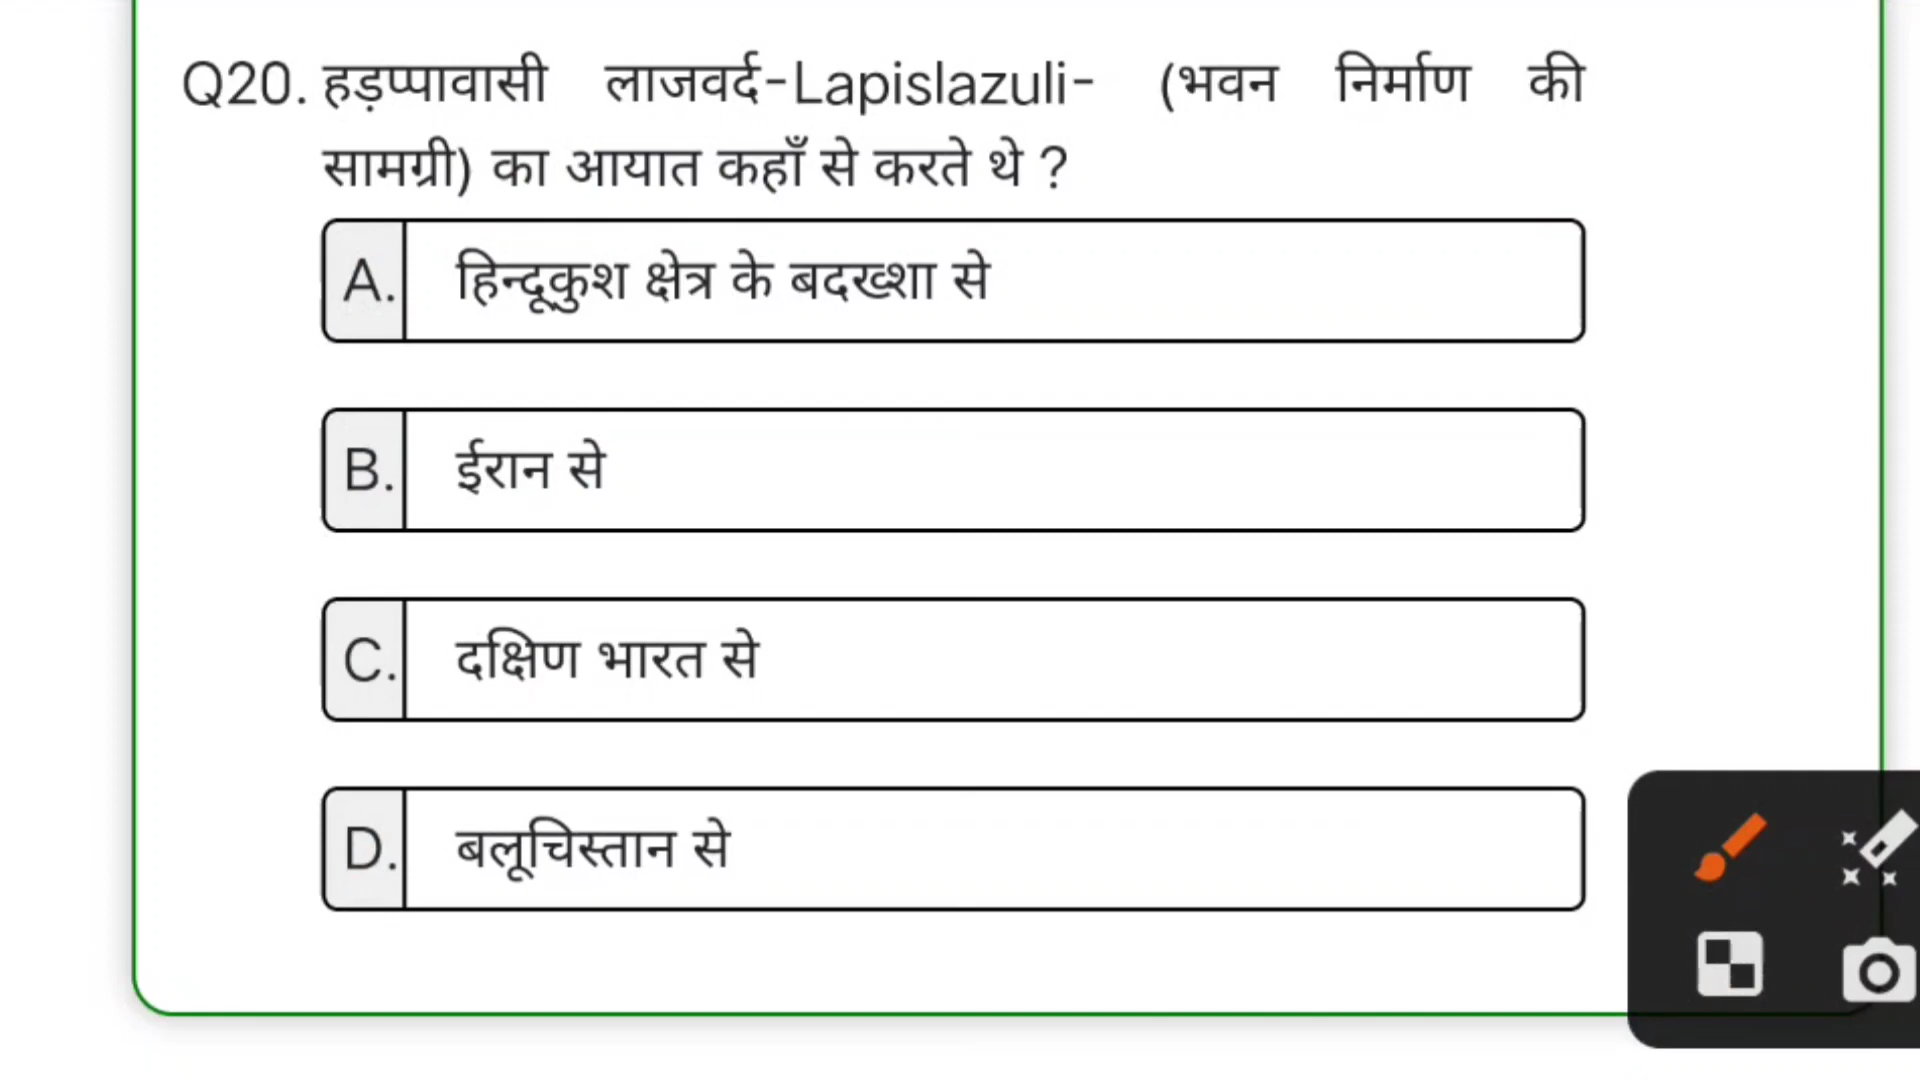 Q20. हड़प्पावासी लाजवर्द-Lapislazuli- (भवन निर्माण की
सामग्री) का आयात कहाँ से करते थे ?
A. हिन्दूकुश क्षेत्र के बदख्शा से
B. ईरान से
C. दक्षिण भारत से
D. बलूचिस्तान से